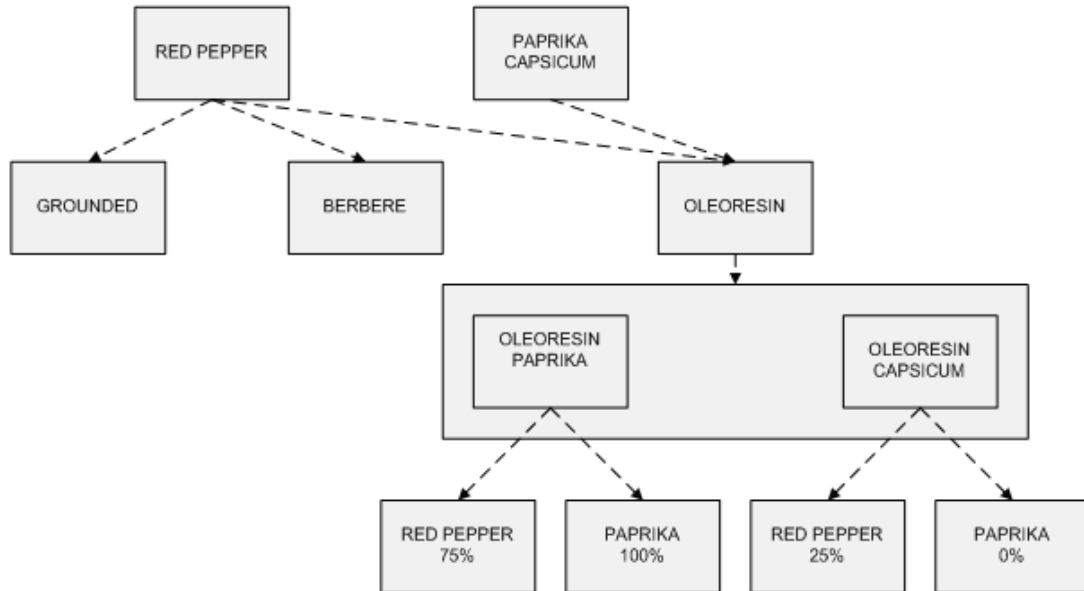 RED PEPPER
PAPRIKA
CAPSICUM
GROUNDED
BERBERE
OLEORESIN
OLEORESIN
PAPRIKA
OLEORESIN
CAPSICUM
RED PEPPER
75%
PAPRIKA
100%
RED PEPPER
25%
PAPRIKA
0%